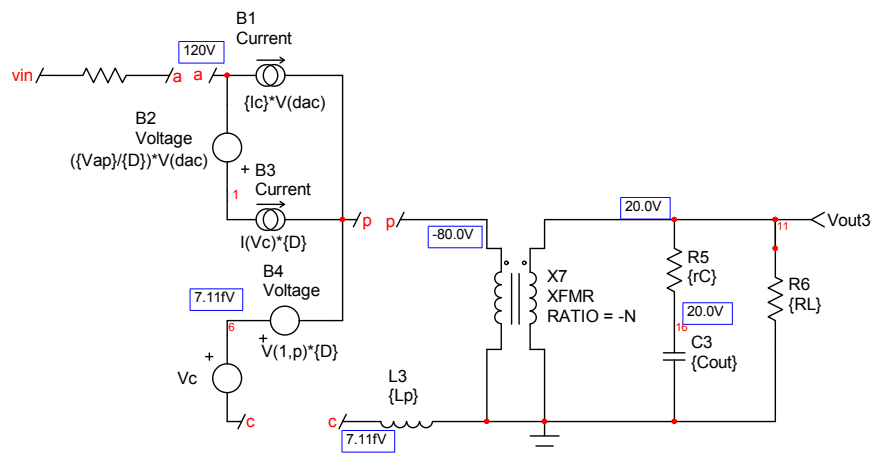 B1
Current
120V
vin
a
a
{Ic}*V(dac)
B2
Voltage
({Vap}/{D})*V(dac)
+
B3
Current
1
I(Vc)*{D}
p
p
-80.0V
20.0V
11
Vout3
R5
{rC}
R6
{RL}
X7
XFMR
RATIO = -N
20.0V
16
C3
{Cout}
B4
Voltage
7.11fV
6
+
V(1,p)*{D}
+
Vc
c
L3
{Lp}
c
7.11fV